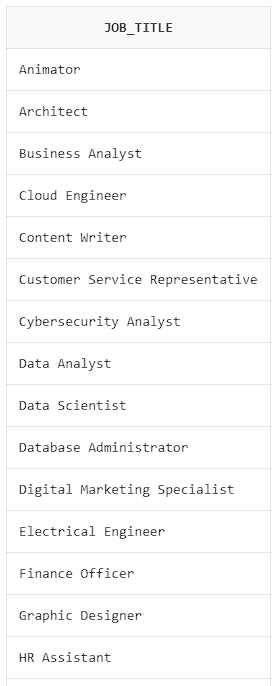 JOB_TITLE
Animator
Architect
Business Analyst
Cloud Engineer
Content Writer
Customer Service Representative
Cybersecurity Analyst
Data Analyst
Data Scientist
Database Administrator
Digital Marketing Specialist
Electrical Engineer
Finance Officer
Graphic Designer
HR Assistant